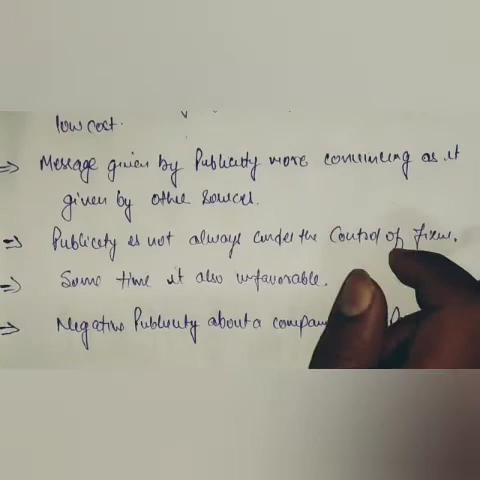 low cost.
⇒ Message given by Publicity more convincing as it
given by other sources.
⇒ Publicity is not always under the control of firm.
⇒ Some time it also unfavorable.
⇒ Negative Publicity about a company